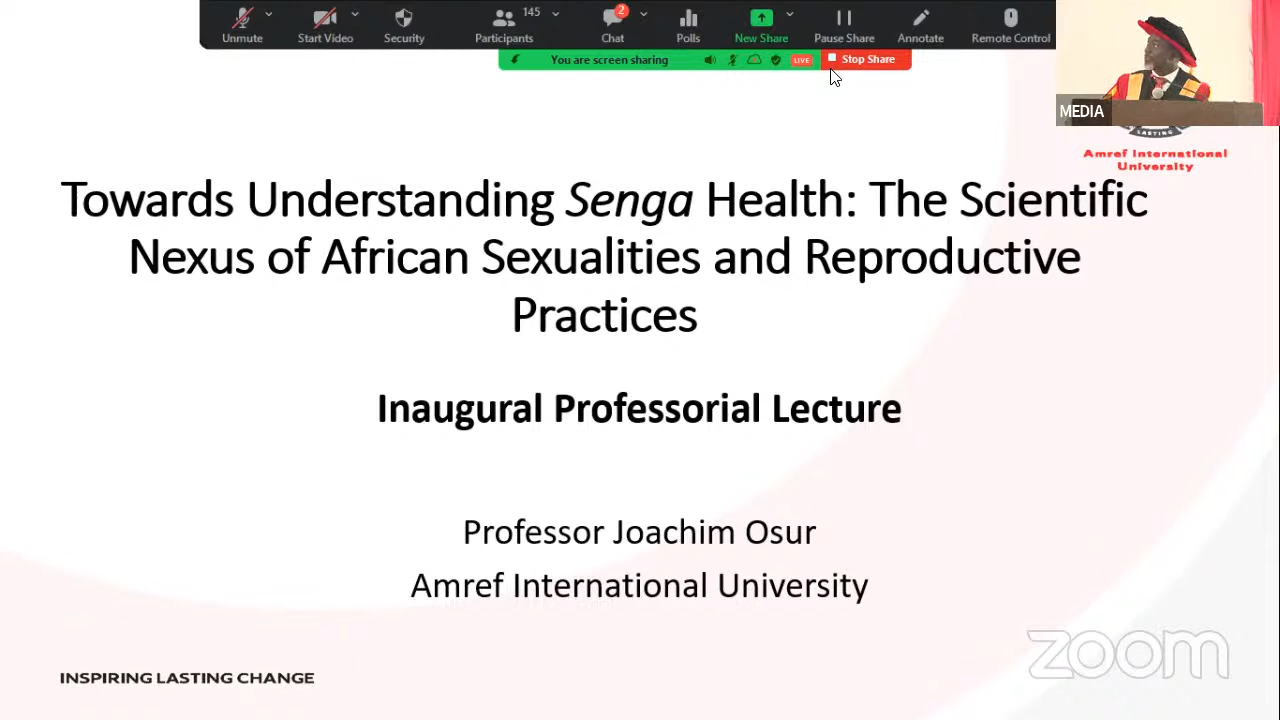 145
2
Unmute
Start Video
Security
Participants
Chat
Polls
New Share
Pause Share
Annotate
Remote Control
You are screen sharing
LIVE
Stop Share
MEDIA
LASTING
Amref International
University
Towards Understanding Senga Health: The Scientific
Nexus of African Sexualities and Reproductive
Practices
Inaugural Professorial Lecture
Professor Joachim Osur
Amref International University
zoom
INSPIRING LASTING CHANGE